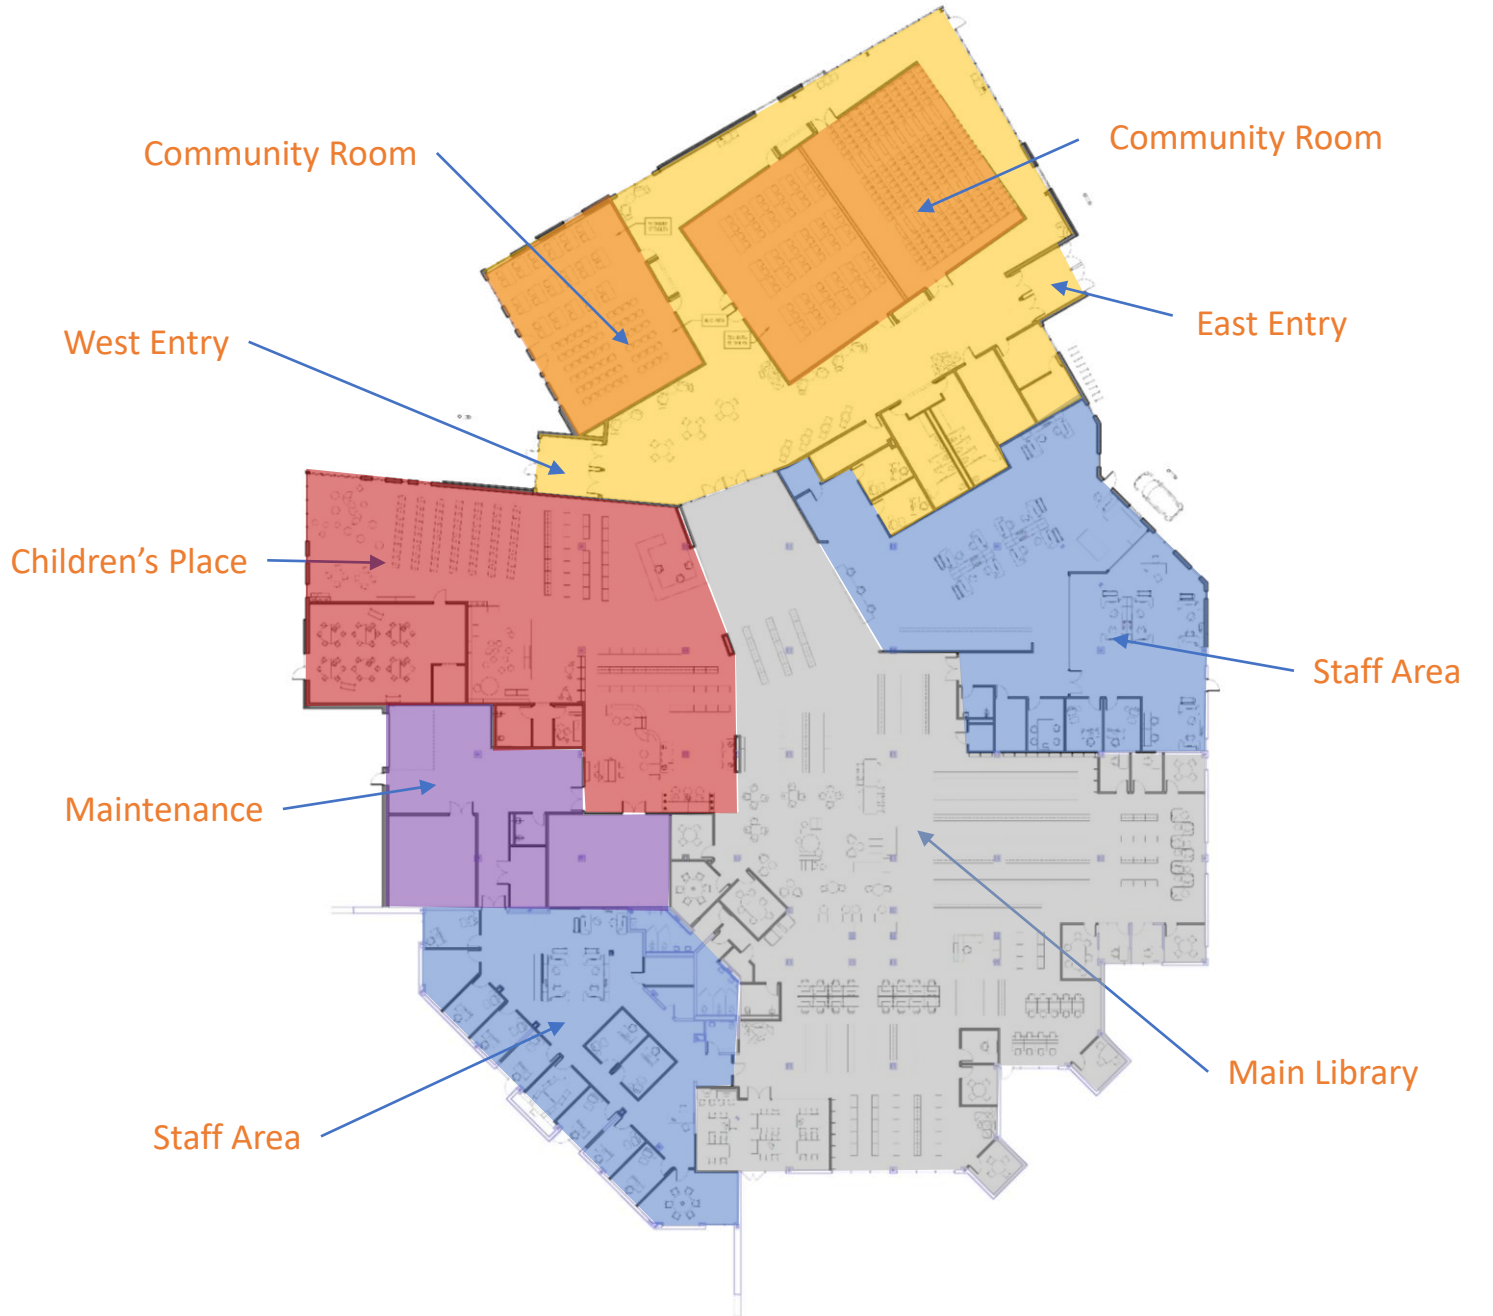 Community Room
Community Room
West Entry
East Entry
Children’s Place
Staff Area
Maintenance
Main Library
Staff Area